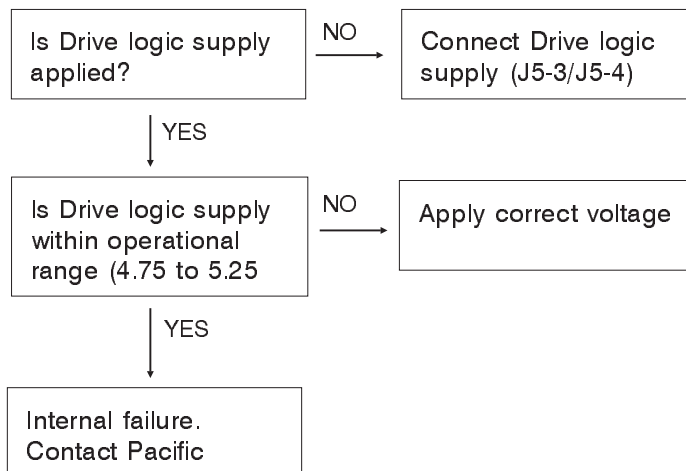 Is Drive logic supply
applied?
NO
Connect Drive logic
supply (J5-3/J5-4)
YES
Is Drive logic supply
within operational
range (4.75 to 5.25
NO
Apply correct voltage
YES
Internal failure.
Contact Pacific